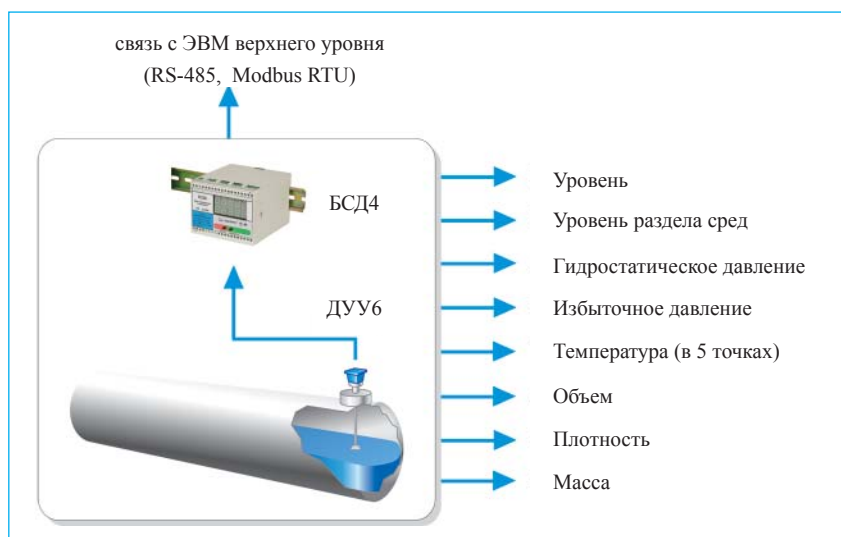 связь с ЭВМ верхнего уровня
(RS-485, Modbus RTU)
БСД4
ДУУ6
Уровень
Уровень раздела сред
Гидростатическое давление
Избыточное давление
Температура (в 5 точках)
Объем
Плотность
Масса